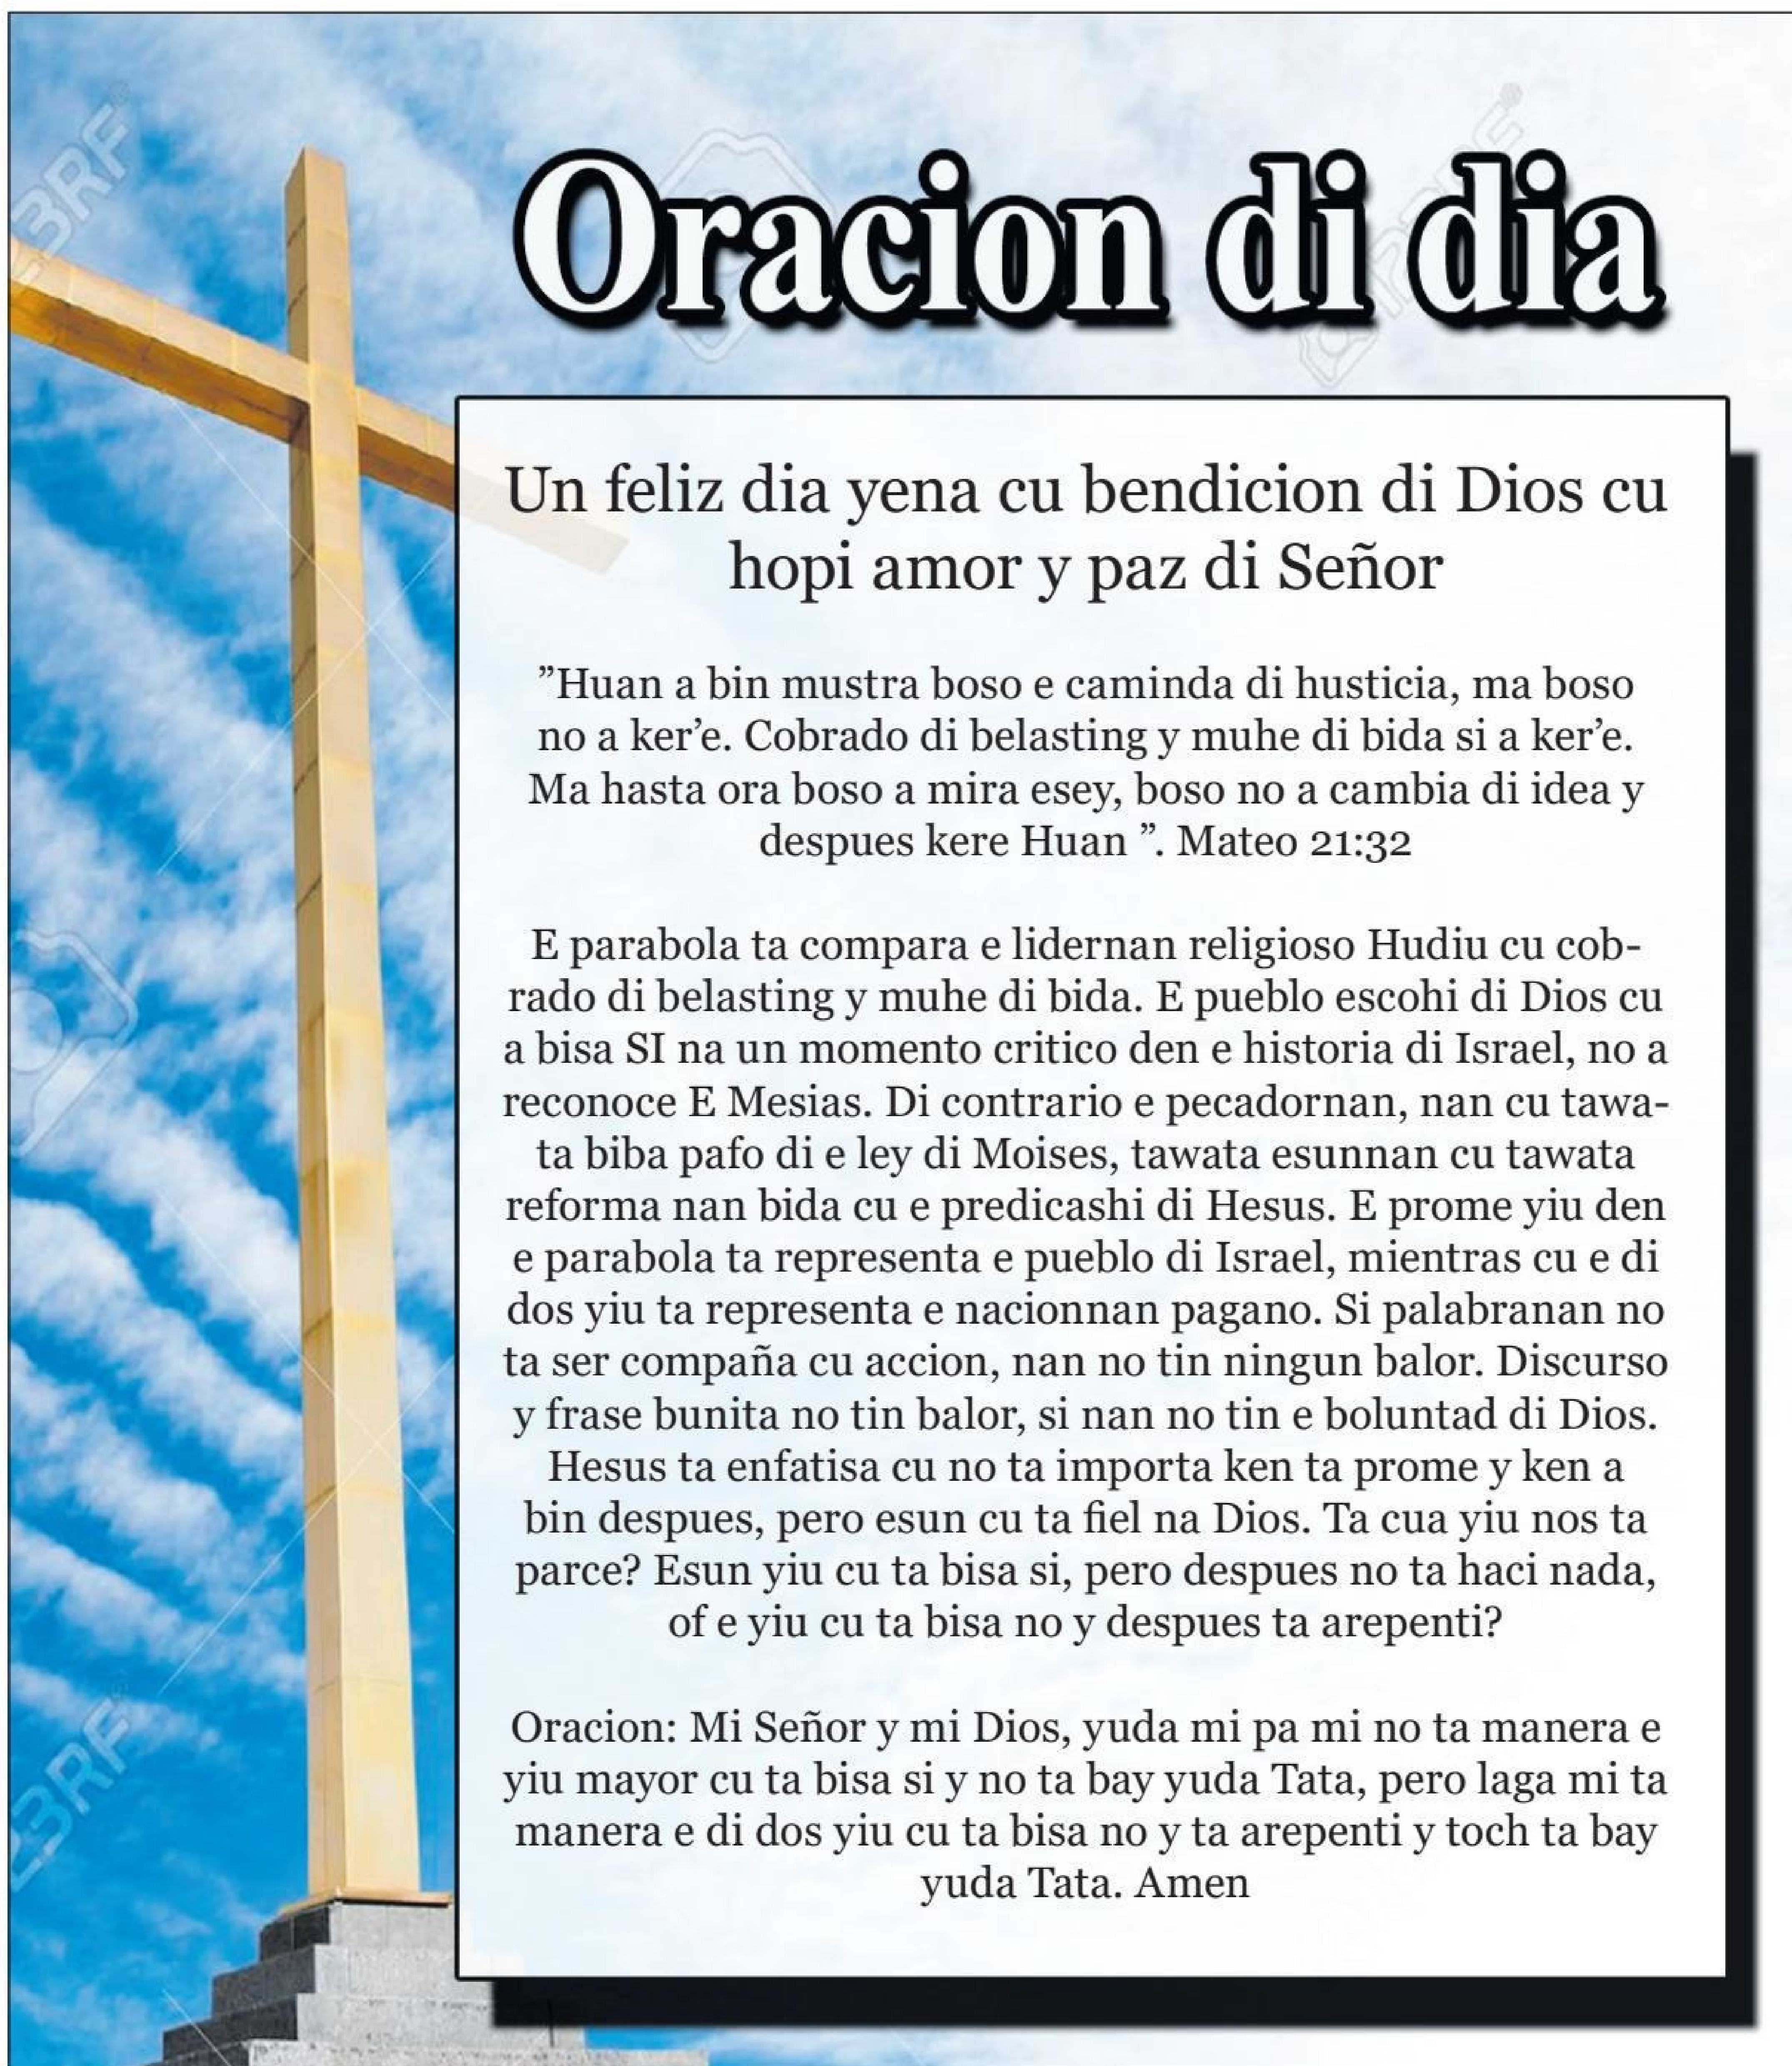 Oracion di dia
Un feliz dia yena cu bendicion di Dios cu
hopi amor y paz di Señor
”Huan a bin mustra boso e caminda di husticia, ma boso
no a ker’e. Cobrado di belasting y muhe di bida si a ker’e.
Ma hasta ora boso a mira esey, boso no a cambia di idea y
despues kere Huan ”. Mateo 21:32
E parabola ta compara e lidernan religioso Hudiu cu cob-
rado di belasting y muhe di bida. E pueblo escohi di Dios cu
a bisa SI na un momento critico den e historia di Israel, no a
reconoce E Mesias. Di contrario e pecadornan, nan cu tawa-
ta biba pafo di e ley di Moises, tawata esunnan cu tawata
reforma nan bida cu e predicashi di Hesus. E prome yiu den
e parabola ta representa e pueblo di Israel, mientras cu e di
dos yiu ta representa e nacionnan pagano. Si palabranan no
ta ser compaña cu accion, nan no tin ningun balor. Discurso
y frase bunita no tin balor, si nan no tin e boluntad di Dios.
Hesus ta enfatisa cu no ta importa ken ta prome y ken a
bin despues, pero esun cu ta fiel na Dios. Ta cua yiu nos ta
parce? Esun yiu cu ta bisa si, pero despues no ta haci nada,
of e yiu cu ta bisa no y despues ta arepenti?
Oracion: Mi Señor y mi Dios, yuda mi pa mi no ta manera e
yiu mayor cu ta bisa si y no ta bay yuda Tata, pero laga mi ta
manera e di dos yiu cu ta bisa no y ta arepenti y toch ta bay
yuda Tata. Amen